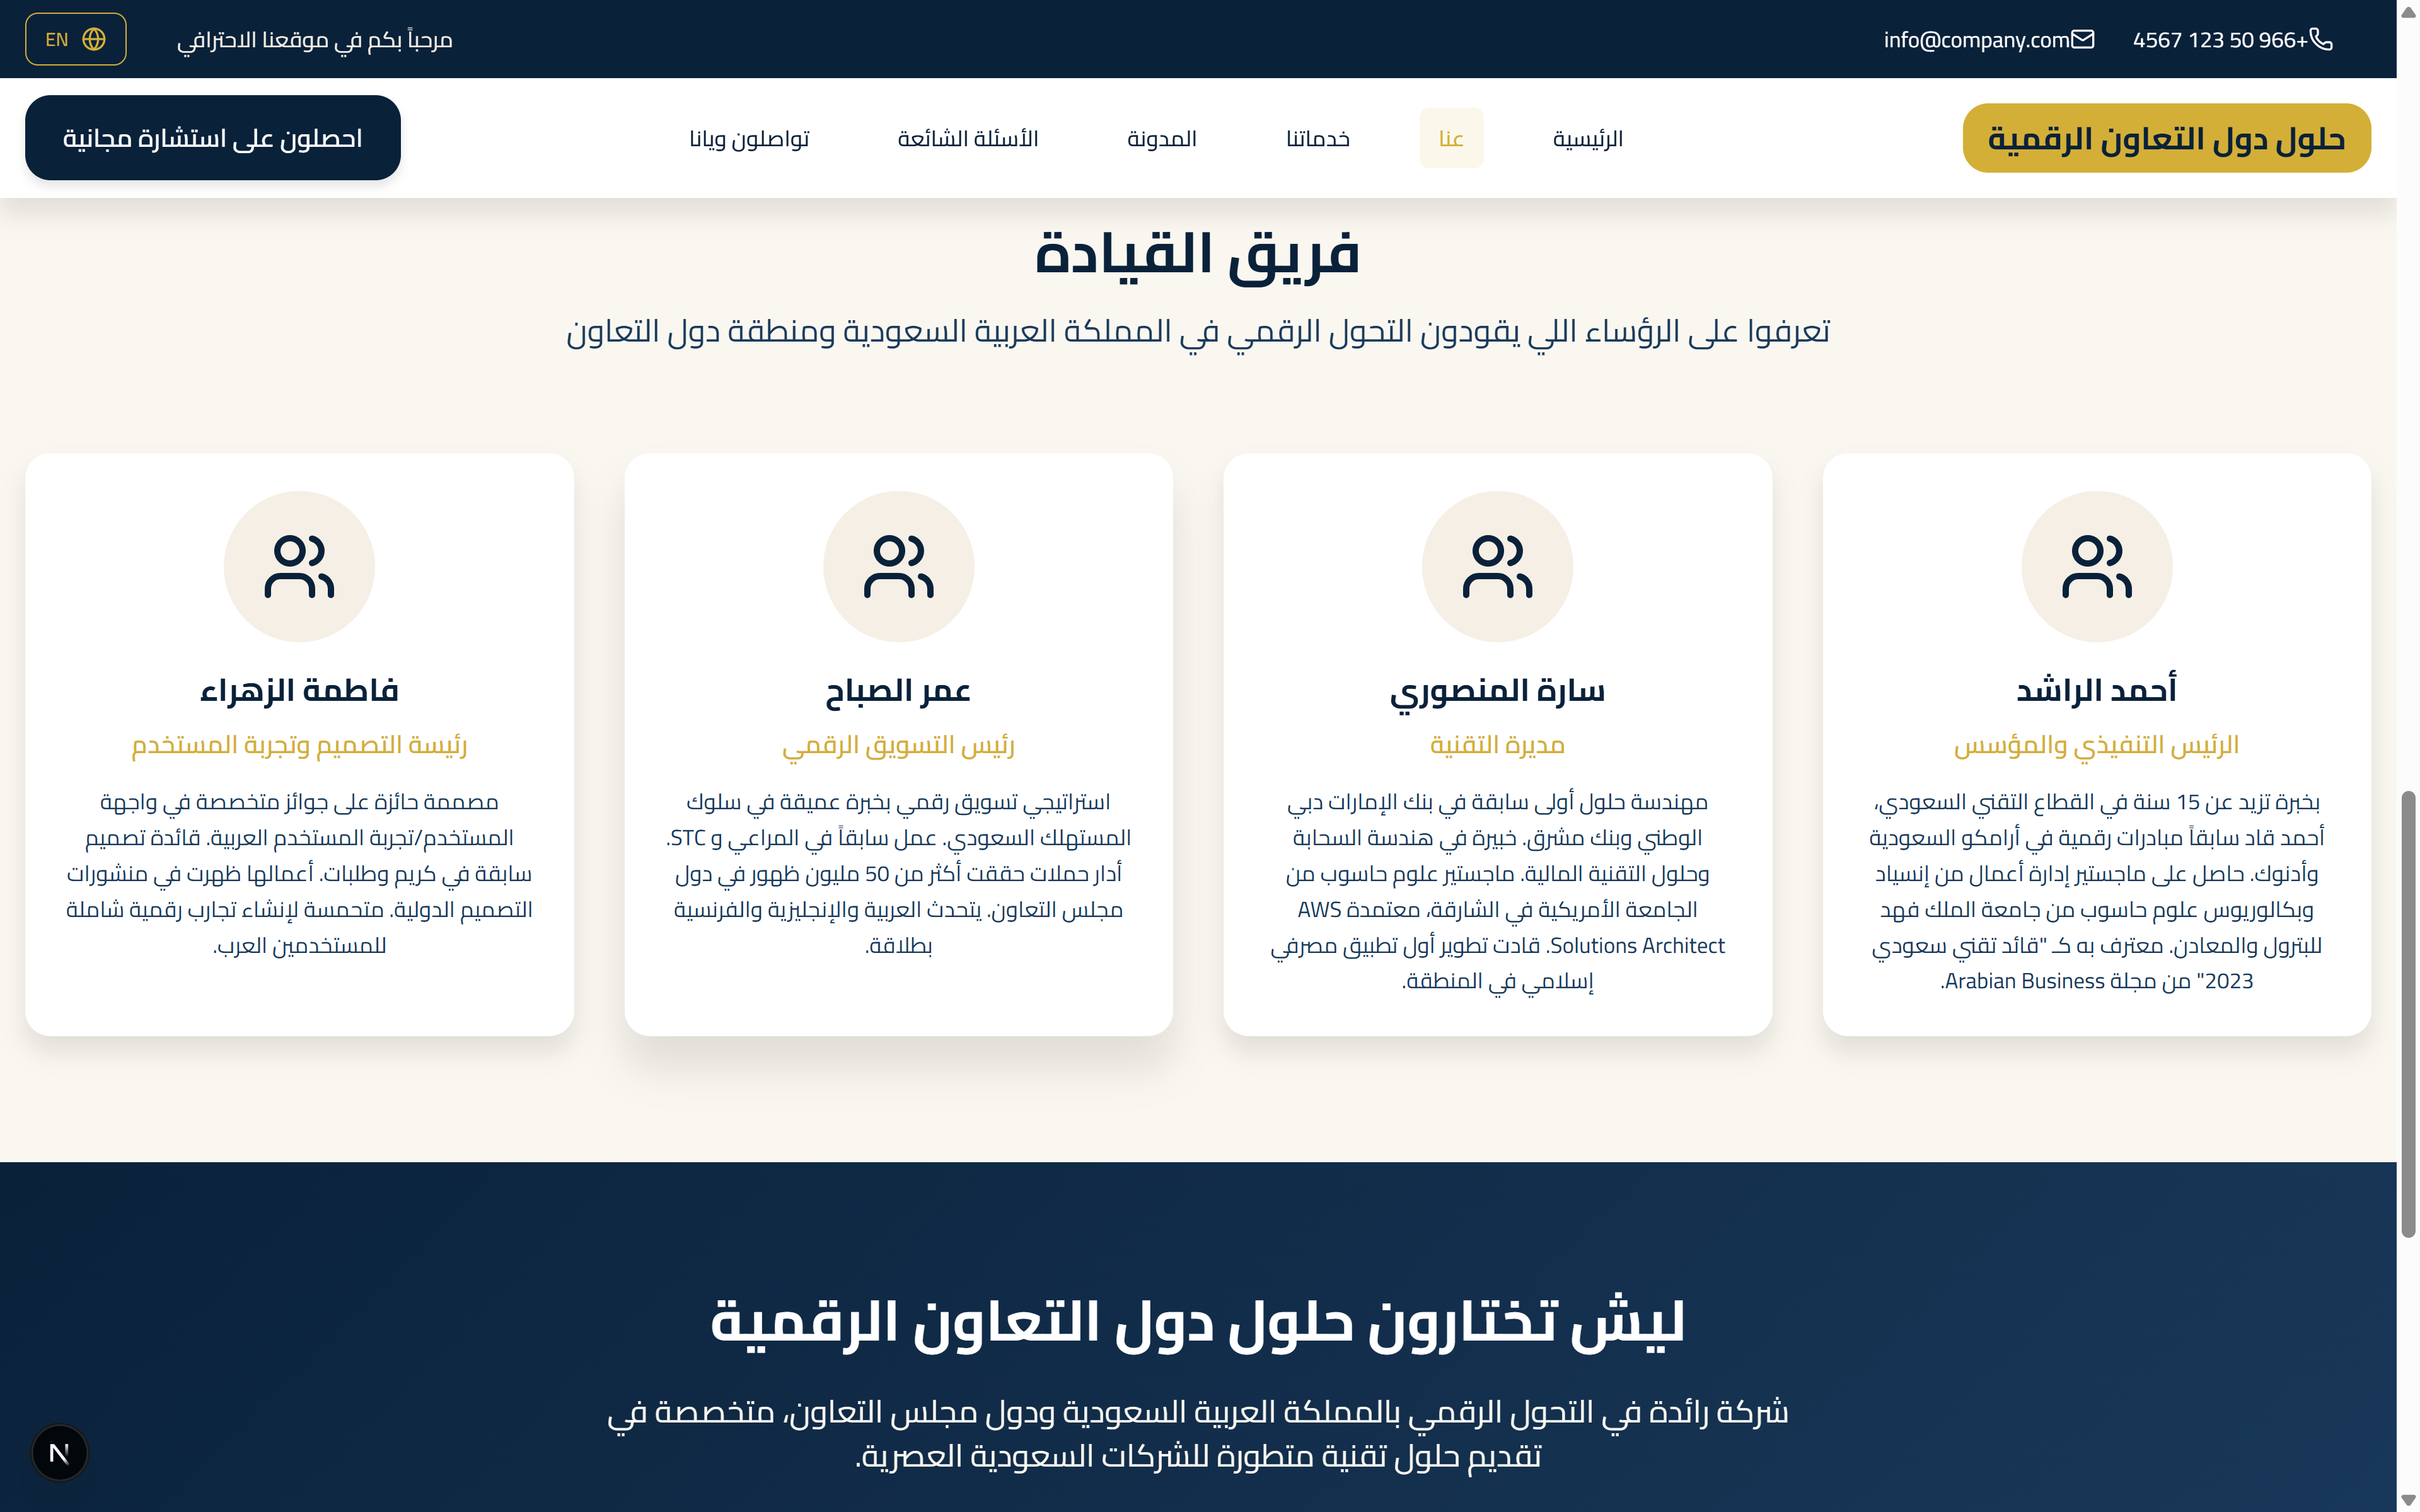 +966 50 123 4567
info@company.com
مرحباً بكم في موقعنا الاحترافي
EN
حلول دول التعاون الرقمية
الرئيسية
عنا
خدماتنا
المدونة
الأسئلة الشائعة
تواصلون ويانا
احصلون على استشارة مجانية
فريق القيادة
تعرفوا على الرؤساء اللي يقودون التحول الرقمي في المملكة العربية السعودية ومنطقة دول التعاون
أحمد الراشد
الرئيس التنفيذي والمؤسس
بخبرة تزيد عن 15 سنة في القطاع التقني السعودي،
أحمد قاد سابقاً مبادرات رقمية في أرامكو السعودية
وأدنوك. حاصل على ماجستير إدارة أعمال من إنسياد
وبكالوريوس علوم حاسوب من جامعة الملك فهد
للبترول والمعادن. معترف به كـ "قائد تقني سعودي
2023" من مجلة Arabian Business.
سارة المنصوري
مديرة التقنية
مهندسة حلول أولى سابقة في بنك الإمارات دبي
الوطني وبنك مشرق. خبيرة في هندسة السحابة
وحلول التقنية المالية. ماجستير علوم حاسوب من
الجامعة الأمريكية في الشارقة، معتمدة AWS
Solutions Architect. قادت تطوير أول تطبيق مصرفي
إسلامي في المنطقة.
عمر الصباح
رئيس التسويق الرقمي
استراتيجي تسويق رقمي بخبرة عميقة في سلوك
المستهلك السعودي. عمل سابقاً في المراعي و STC.
أدار حملات حققت أكثر من 50 مليون ظهور في دول
مجلس التعاون. يتحدث العربية والإنجليزية والفرنسية
بطلاقة.
فاطمة الزهراء
رئيسة التصميم وتجربة المستخدم
مصممة حائزة على جوائز متخصصة في واجهة
المستخدم/تجربة المستخدم العربية. قائدة تصميم
سابقة في كريم وطلبات. أعمالها ظهرت في منشورات
التصميم الدولية. متحمسة لإنشاء تجارب رقمية شاملة
للمستخدمين العرب.
ليش تختارون حلول دول التعاون الرقمية
شركة رائدة في التحول الرقمي بالمملكة العربية السعودية ودول مجلس التعاون، متخصصة في
تقديم حلول تقنية متطورة للشركات السعودية العصرية.
N